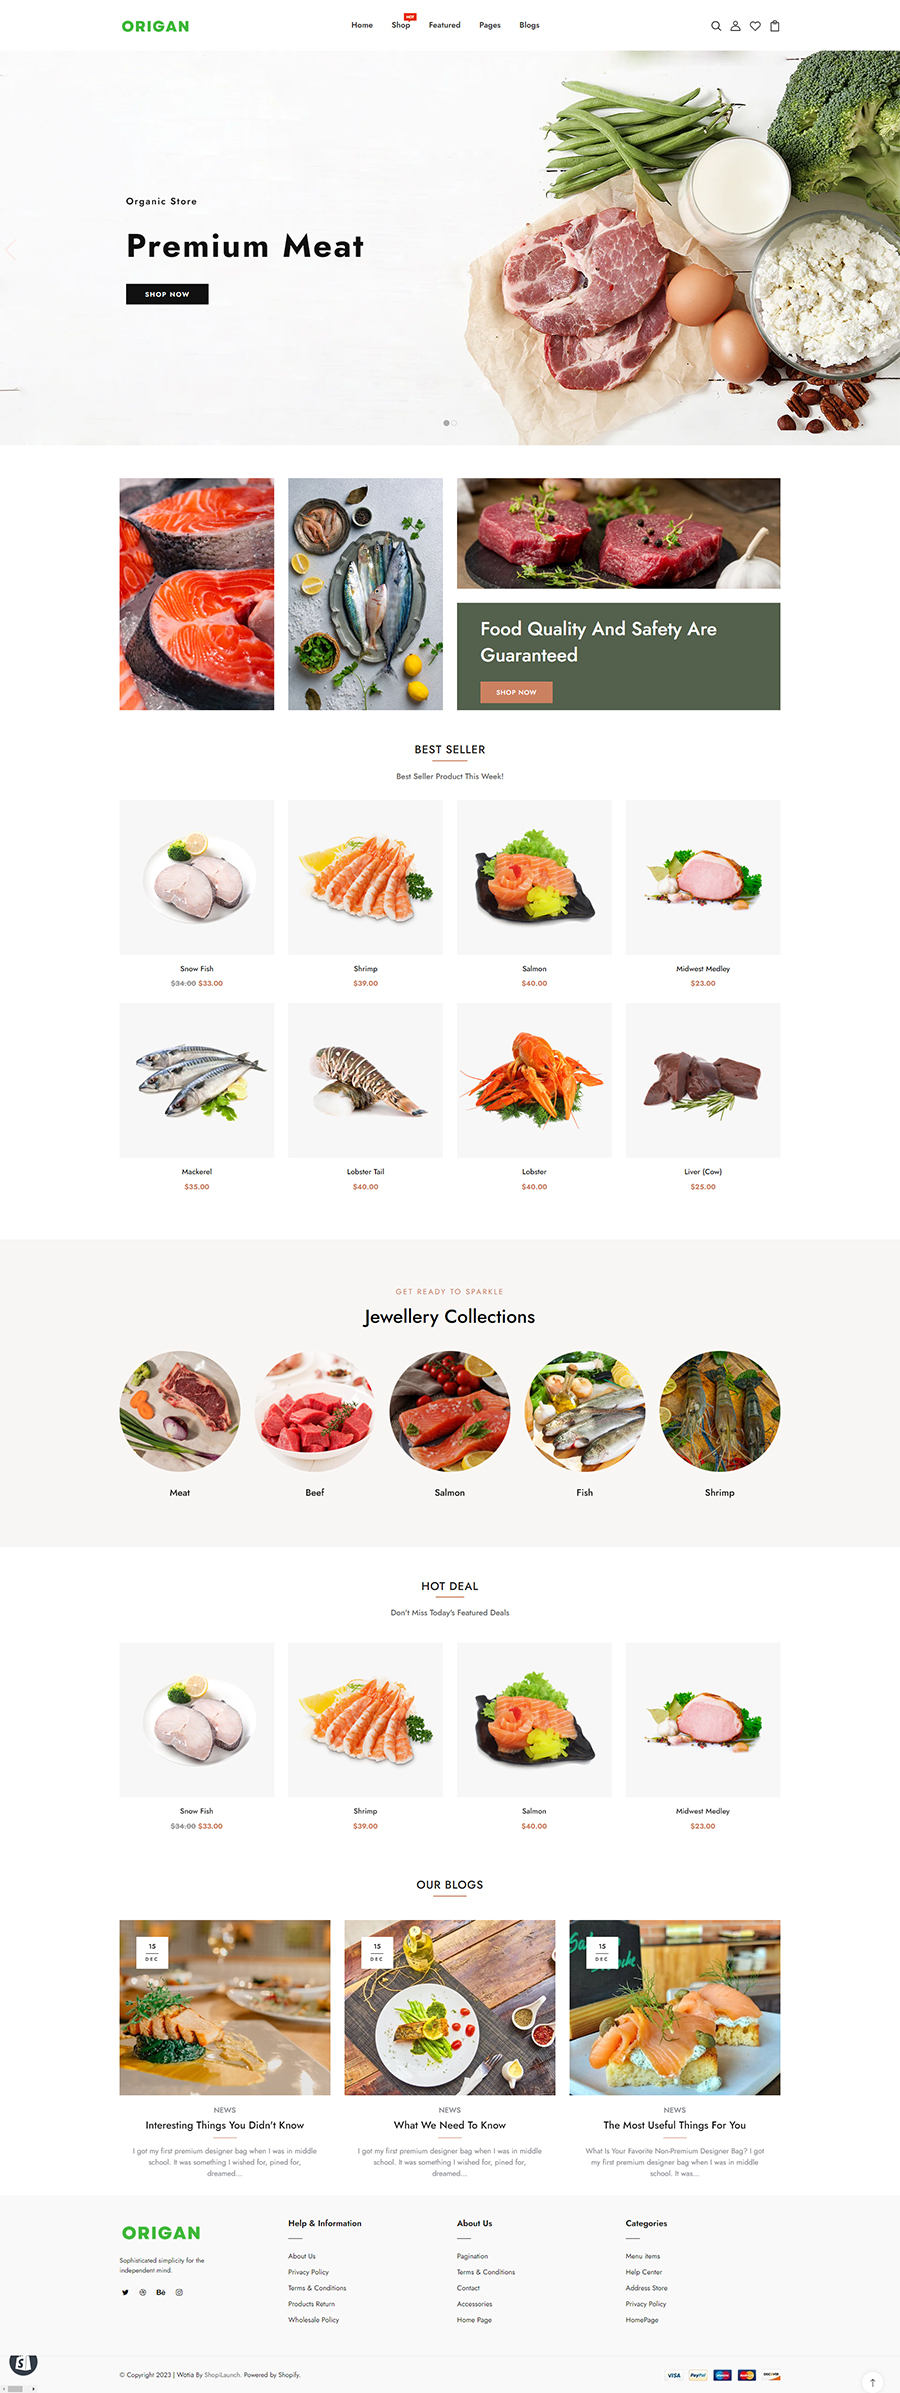 ORIGAN
Home
Shop
HOT
Featured
Pages
Blogs
Organic Store
Premium Meat
SHOP NOW
Food Quality And Safety Are
Guaranteed
SHOP NOW
BEST SELLER
Best Seller Product This Week!
Snow Fish
$34.00 $33.00
Shrimp
$39.00
Salmon
$40.00
Midwest Medley
$23.00
Mackerel
$35.00
Lobster Tail
$40.00
Lobster
$40.00
Liver (Cow)
$25.00
GET READY TO SPARKLE
Jewellery Collections
Meat
Beef
Salmon
Fish
Shrimp
HOT DEAL
Don't Miss Today's Featured Deals
Snow Fish
$34.00 $33.00
Shrimp
$39.00
Salmon
$40.00
Midwest Medley
$23.00
OUR BLOGS
15
DEC
NEWS
Interesting Things You Didn't Know
I got my first premium designer bag when I was in middle
school. It was something I wished for, pined for,
dreamed...
15
DEC
NEWS
What We Need To Know
I got my first premium designer bag when I was in middle
school. It was something I wished for, pined for,
dreamed...
15
DEC
NEWS
The Most Useful Things For You
What Is Your Favorite Non-Premium Designer Bag? I got
my first premium designer bag when I was in middle
school. It was...
ORIGAN
Sophisticated simplicity for the
independent mind.
Bē
Help & Information
About Us
Privacy Policy
Terms & Conditions
Products Return
Wholesale Policy
About Us
Pagination
Terms & Conditions
Contact
Accessories
Home Page
Categories
Menu items
Help Center
Address Store
Privacy Policy
HomePage
© Copyright 2023 | Wotia By ShopiLaunch. Powered by Shopify.
VISA
PayPal
DISCOVER